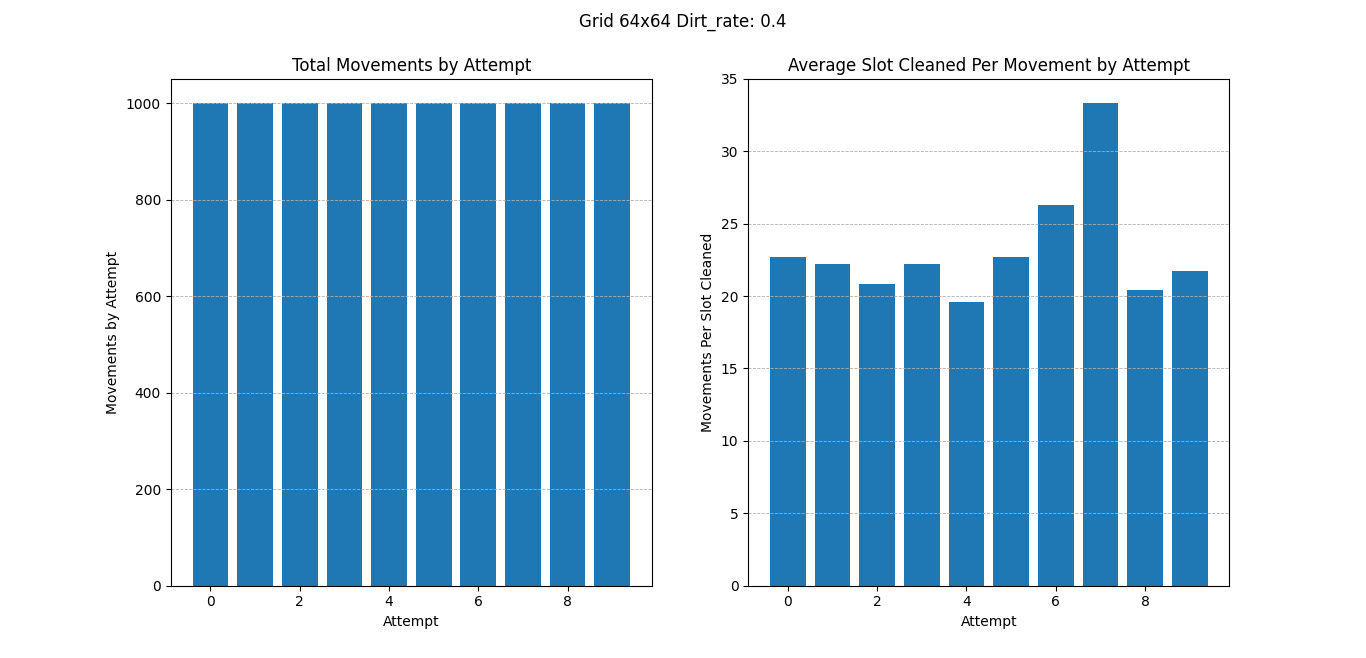 Grid 64x64 Dirt_rate: 0.4
Total Movements by Attempt
Movements by Attempt
1000
800
600
400
200
0
0 2 4 6 8
Attempt
Average Slot Cleaned Per Movement by Attempt
Movements Per Slot Cleaned
35
30
25
20
15
10
5
0
0 2 4 6 8
Attempt